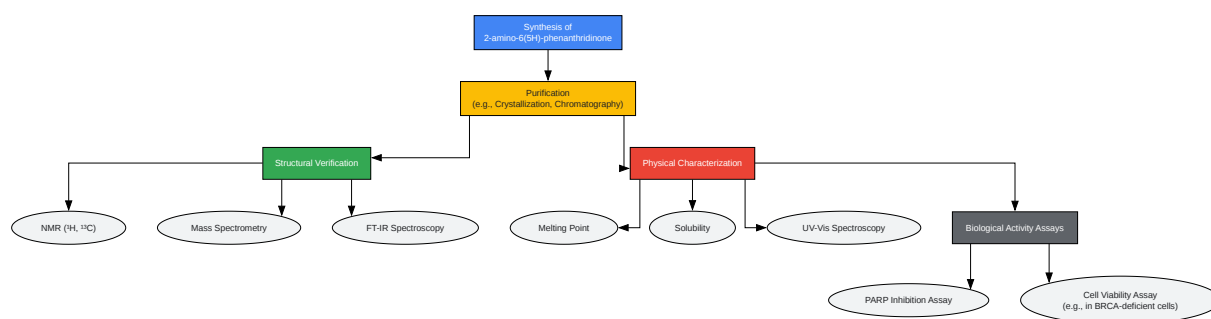 Synthesis of
2-amino-6(5H)-phenanthridinone
Purification
(e.g., Crystallization, Chromatography)
Structural Verification
Physical Characterization
NMR (¹H, ¹³C)
Mass Spectrometry
FT-IR Spectroscopy
Melting Point
Solubility
UV-Vis Spectroscopy
Biological Activity Assays
PARP Inhibition Assay
Cell Viability Assay
(e.g., in BRCA-deficient cells)